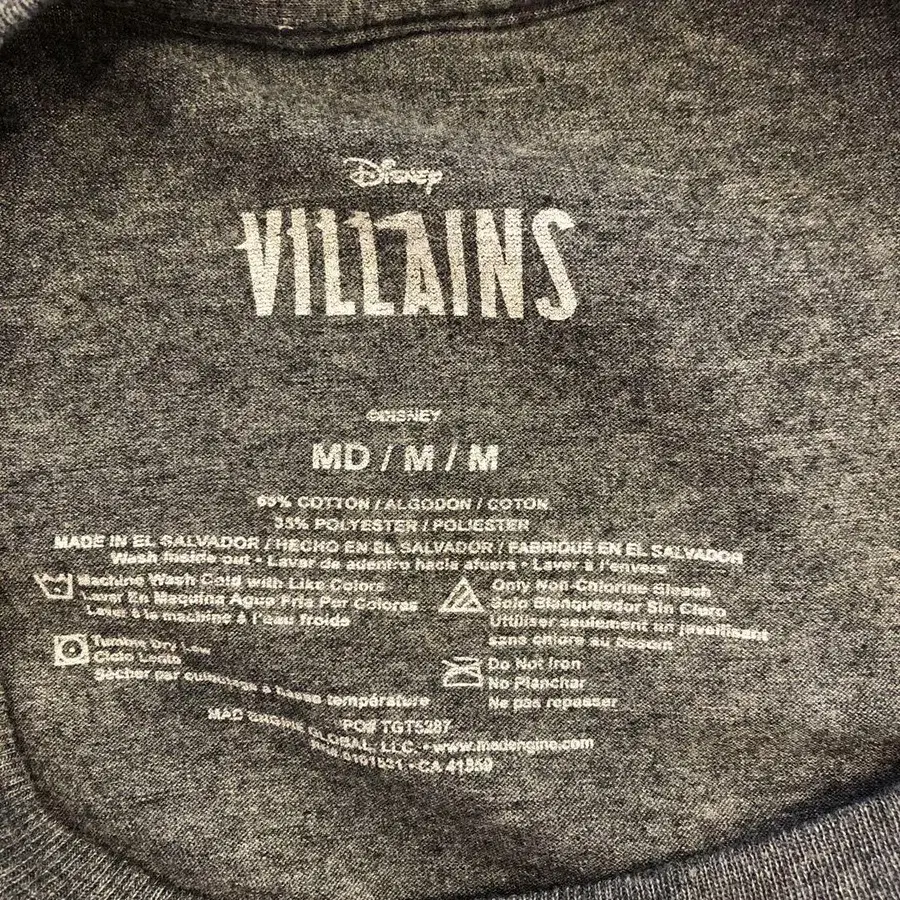 Disney
VILLAINS
©DISNEY
MD / M / M
65% COTTON / ALGODON / COTON
35% POLYESTER / POLIESTER
MADE IN EL SALVADOR / HECHO EN EL SALVADOR / FABRIQUÉ EN EL SALVADOR
Wash inside out • Lavar de adentro hacia afuera • Laver à l'envers
Machine Wash Cold with Like Colors
Lavar En Maquina Agua Fria Por Colores
Laver à la machine à l'eau froide
Only Non-Chlorine Bleach
Solo Blanqueador Sin Cloro
Utiliser seulement un javellisant
sans chlore au besoin
Tumble Dry Low
Ciclo Lento
Sécher par culbutage à basse température
Do Not Iron
No Planchar
Ne pas repasser
PO# TGT5287
MAD ENGINE GLOBAL, LLC. • www.madengine.com
CA 41559